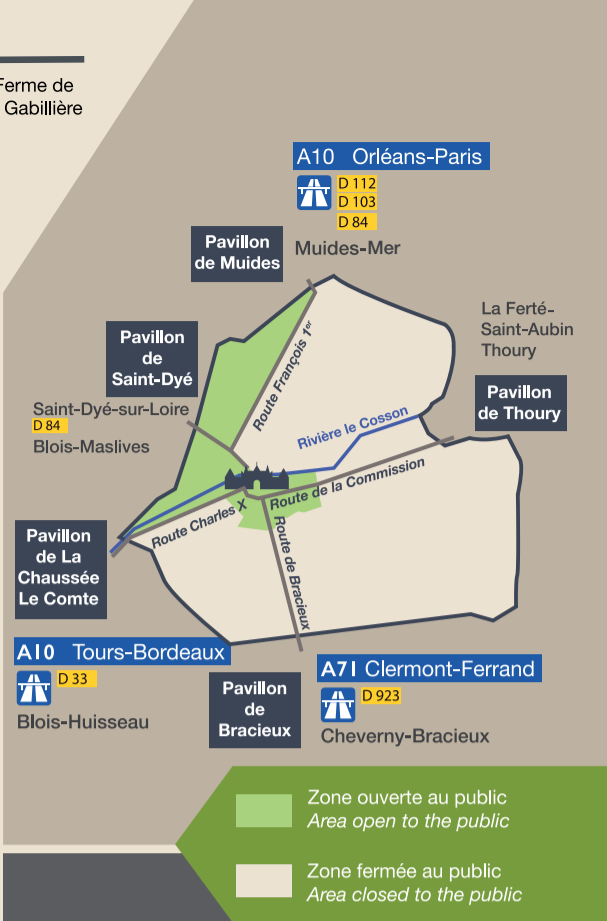 Ferme de
Gabillière
A10 Orléans-Paris
D 112
D 103
D 84
Muides-Mer
Pavillon
de Muides
La Ferté-
Saint-Aubin
Thoury
Pavillon
de
Saint-Dyé
Route François 1er
Pavillon
de Thoury
Saint-Dyé-sur-Loire
D 84
Blois-Maslives
Rivière le Cosson
Route de la Commission
Route Charles X
Route de Bracieux
Pavillon
de La
Chaussée
Le Comte
A10 Tours-Bordeaux
D 33
Blois-Huisseau
Pavillon
de
Bracieux
A71 Clermont-Ferrand
D 923
Cheverny-Bracieux
Zone ouverte au public
Area open to the public
Zone fermée au public
Area closed to the public